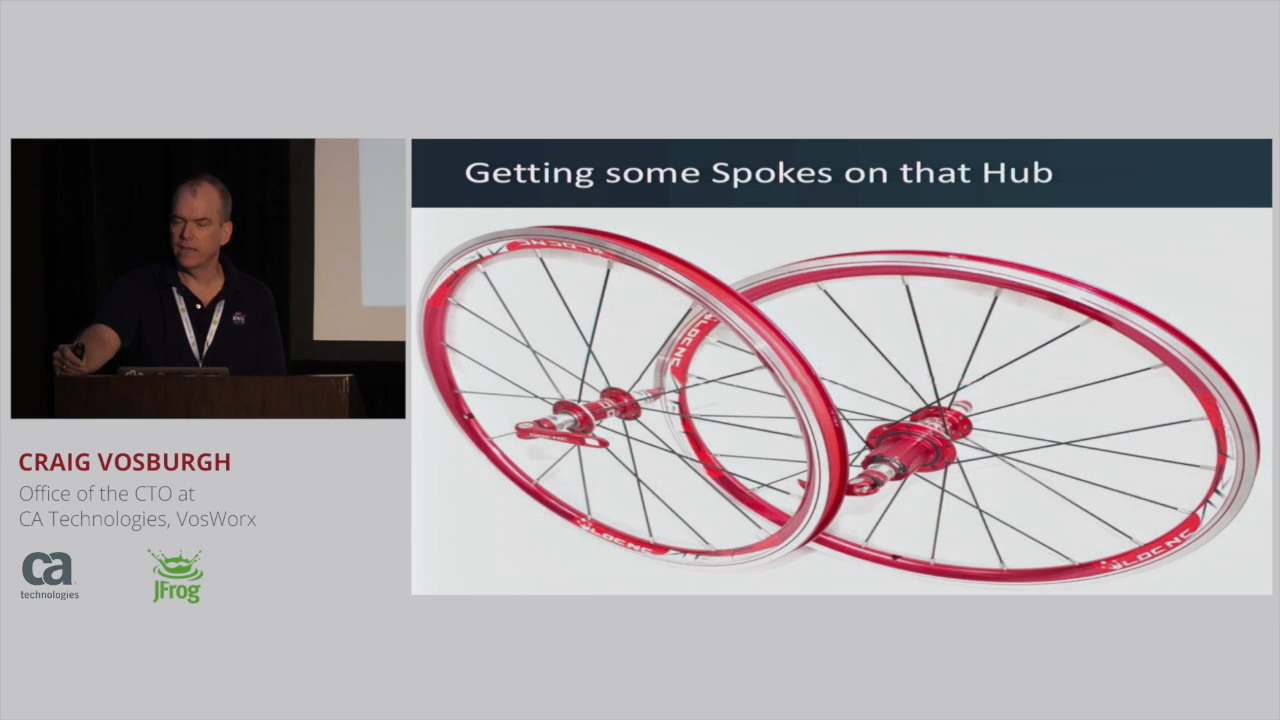 Getting some Spokes on that Hub
CRAIG VOSBURGH
Office of the CTO at
CA Technologies, VosWorx
ca
technologies
JFrog